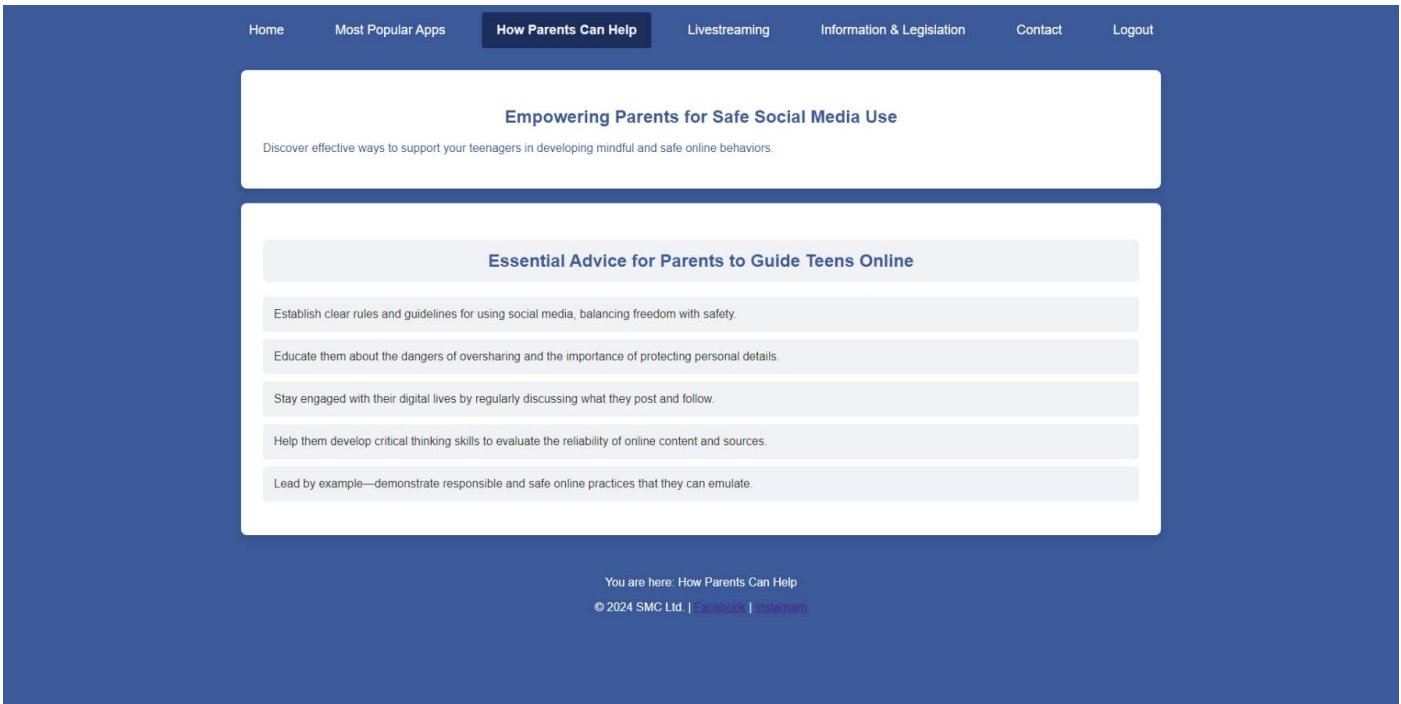 Home Most Popular Apps How Parents Can Help Livestreaming Information & Legislation Contact Logout
Empowering Parents for Safe Social Media Use
Discover effective ways to support your teenagers in developing mindful and safe online behaviors.
Essential Advice for Parents to Guide Teens Online
Establish clear rules and guidelines for using social media, balancing freedom with safety.
Educate them about the dangers of oversharing and the importance of protecting personal details.
Stay engaged with their digital lives by regularly discussing what they post and follow.
Help them develop critical thinking skills to evaluate the reliability of online content and sources.
Lead by example—demonstrate responsible and safe online practices that they can emulate.
You are here: How Parents Can Help
© 2024 SMC Ltd. | Facebook | Instagram